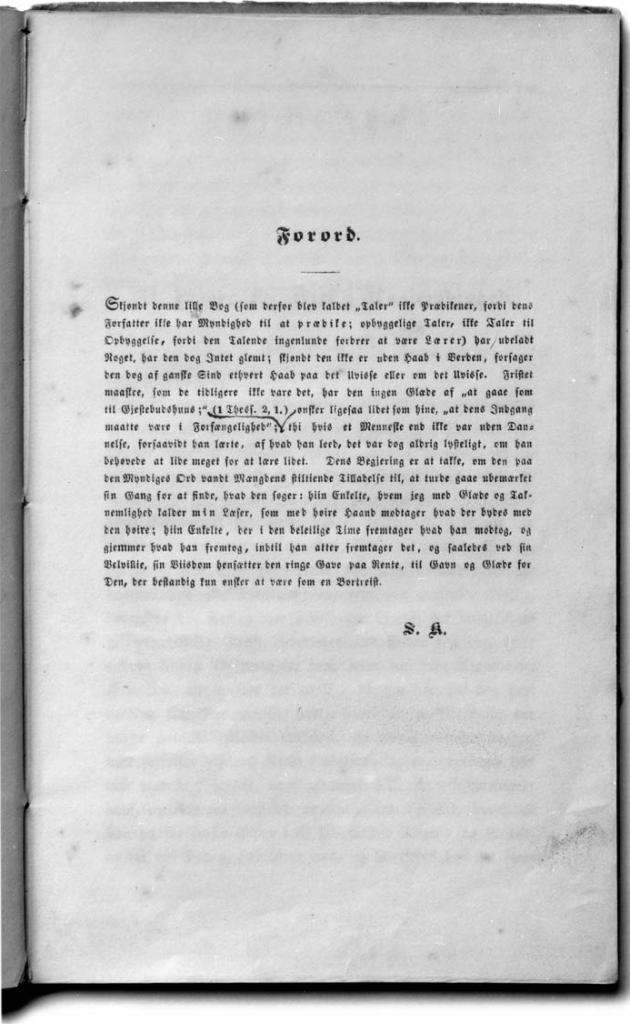 Forord.
Skjøndt denne lille Bog (som derfor blev kaldet „Taler“ ikke Prædikener, fordi dens
Forfatter ikke har Myndighed til at prædike; opbyggelige Taler, ikke Taler til
Opbyggelse, fordi den Talende ingenlunde fordrer at være Lærer) har udeladt
Noget, har den dog Intet glemt; skjøndt den ikke er uden Haab i Verden, forsager
den dog af ganske Sind ethvert Haab paa det Uvisse eller om det Uvisse. Fristet
maaskee, som de tidligere ikke vare det, har den ingen Glæde af „at gaae som
til Gjestebudshuus;“ (1 Thess. 2, 1.) ønsker ligesaa lidet som hine, „at dens Indgang
maatte være i Forfængelighed“; thi hvis et Menneske end ikke var uden Dan-
nelse, forsaavidt han lærte, af hvad han leed, det var dog aldrig lysteligt, om han
behøvede at lide meget for at lære lidet. Dens Begjering er at takke, om den paa
den Myndiges Ord vandt Mængdens stiltiende Tilladelse til, at turde gaae ubemærket
sin Gang for at finde, hvad den søger: hiin Enkelte, hvem jeg med Glæde og Tak-
nemlighed kalder min Læser, som med høire Haand modtager hvad der bydes med
den høire; hiin Enkelte, der i den beleilige Time fremtager hvad han modtog, og
gjemmer hvad han fremtog, indtil han atter fremtager det, og saaledes ved sin
Velvillie, sin Viisdom hensætter den ringe Gave paa Rente, til Gavn og Glæde for
Den, der bestandig kun ønsker at være som en Bortreist.
S. K.